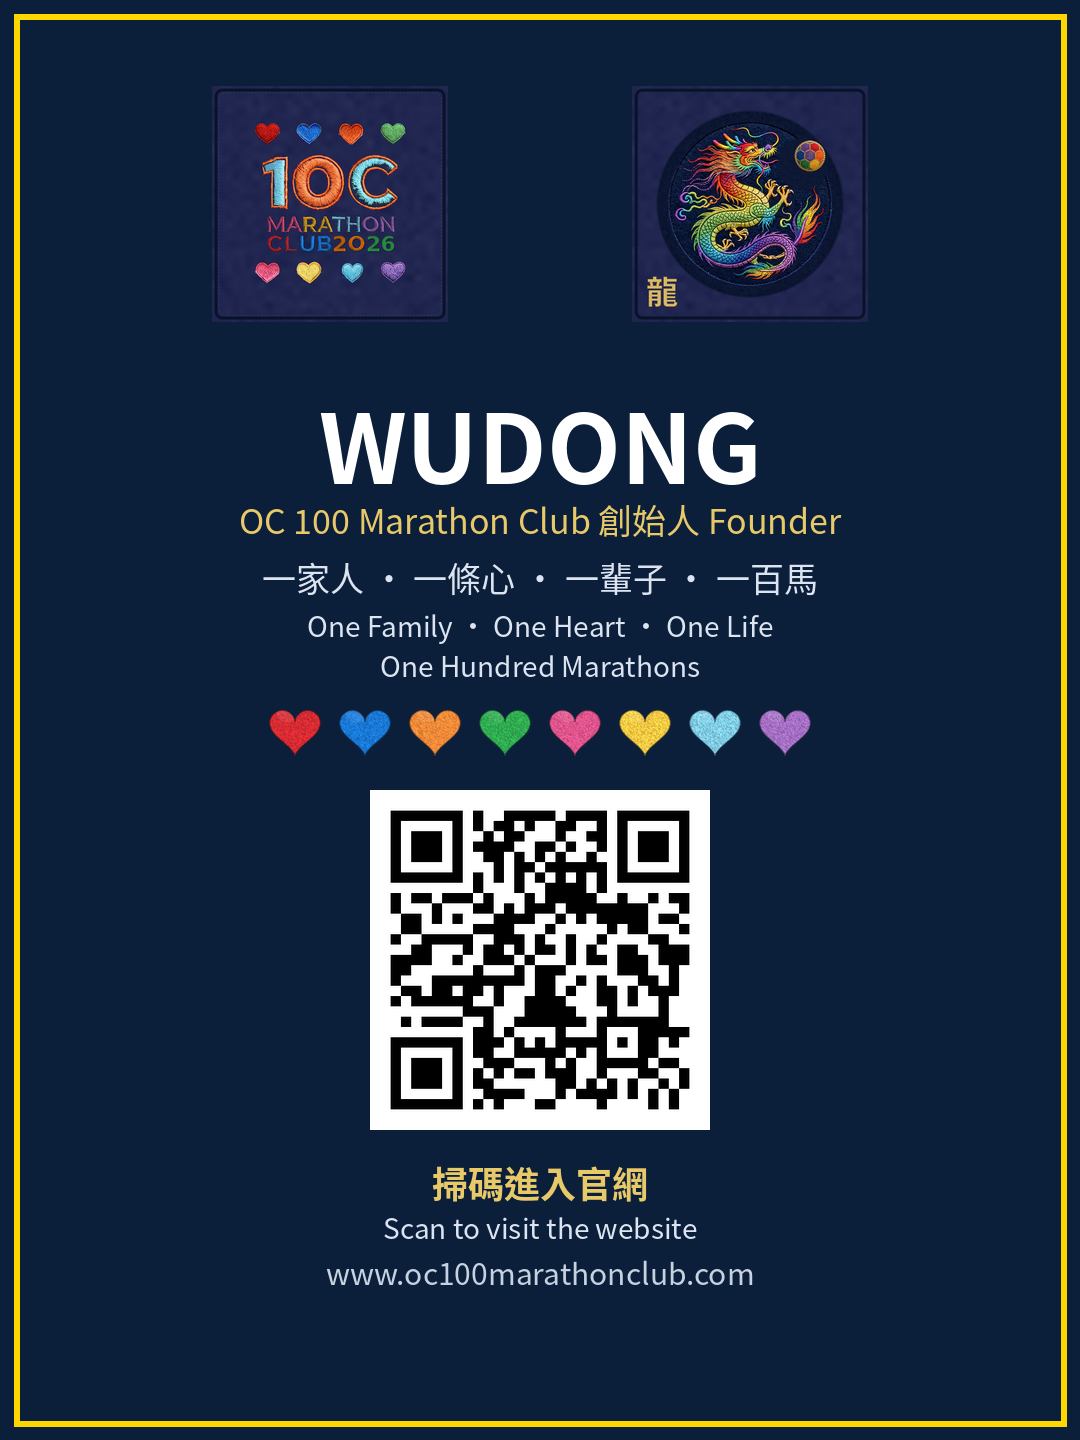 10C
MARATHON
CLUB2026
龍
WUDONG
OC 100 Marathon Club 創始人 Founder
一家人 • 一條心 • 一輩子 • 一百馬
One Family • One Heart • One Life
One Hundred Marathons
掃碼進入官網
Scan to visit the website
www.oc100marathonclub.com